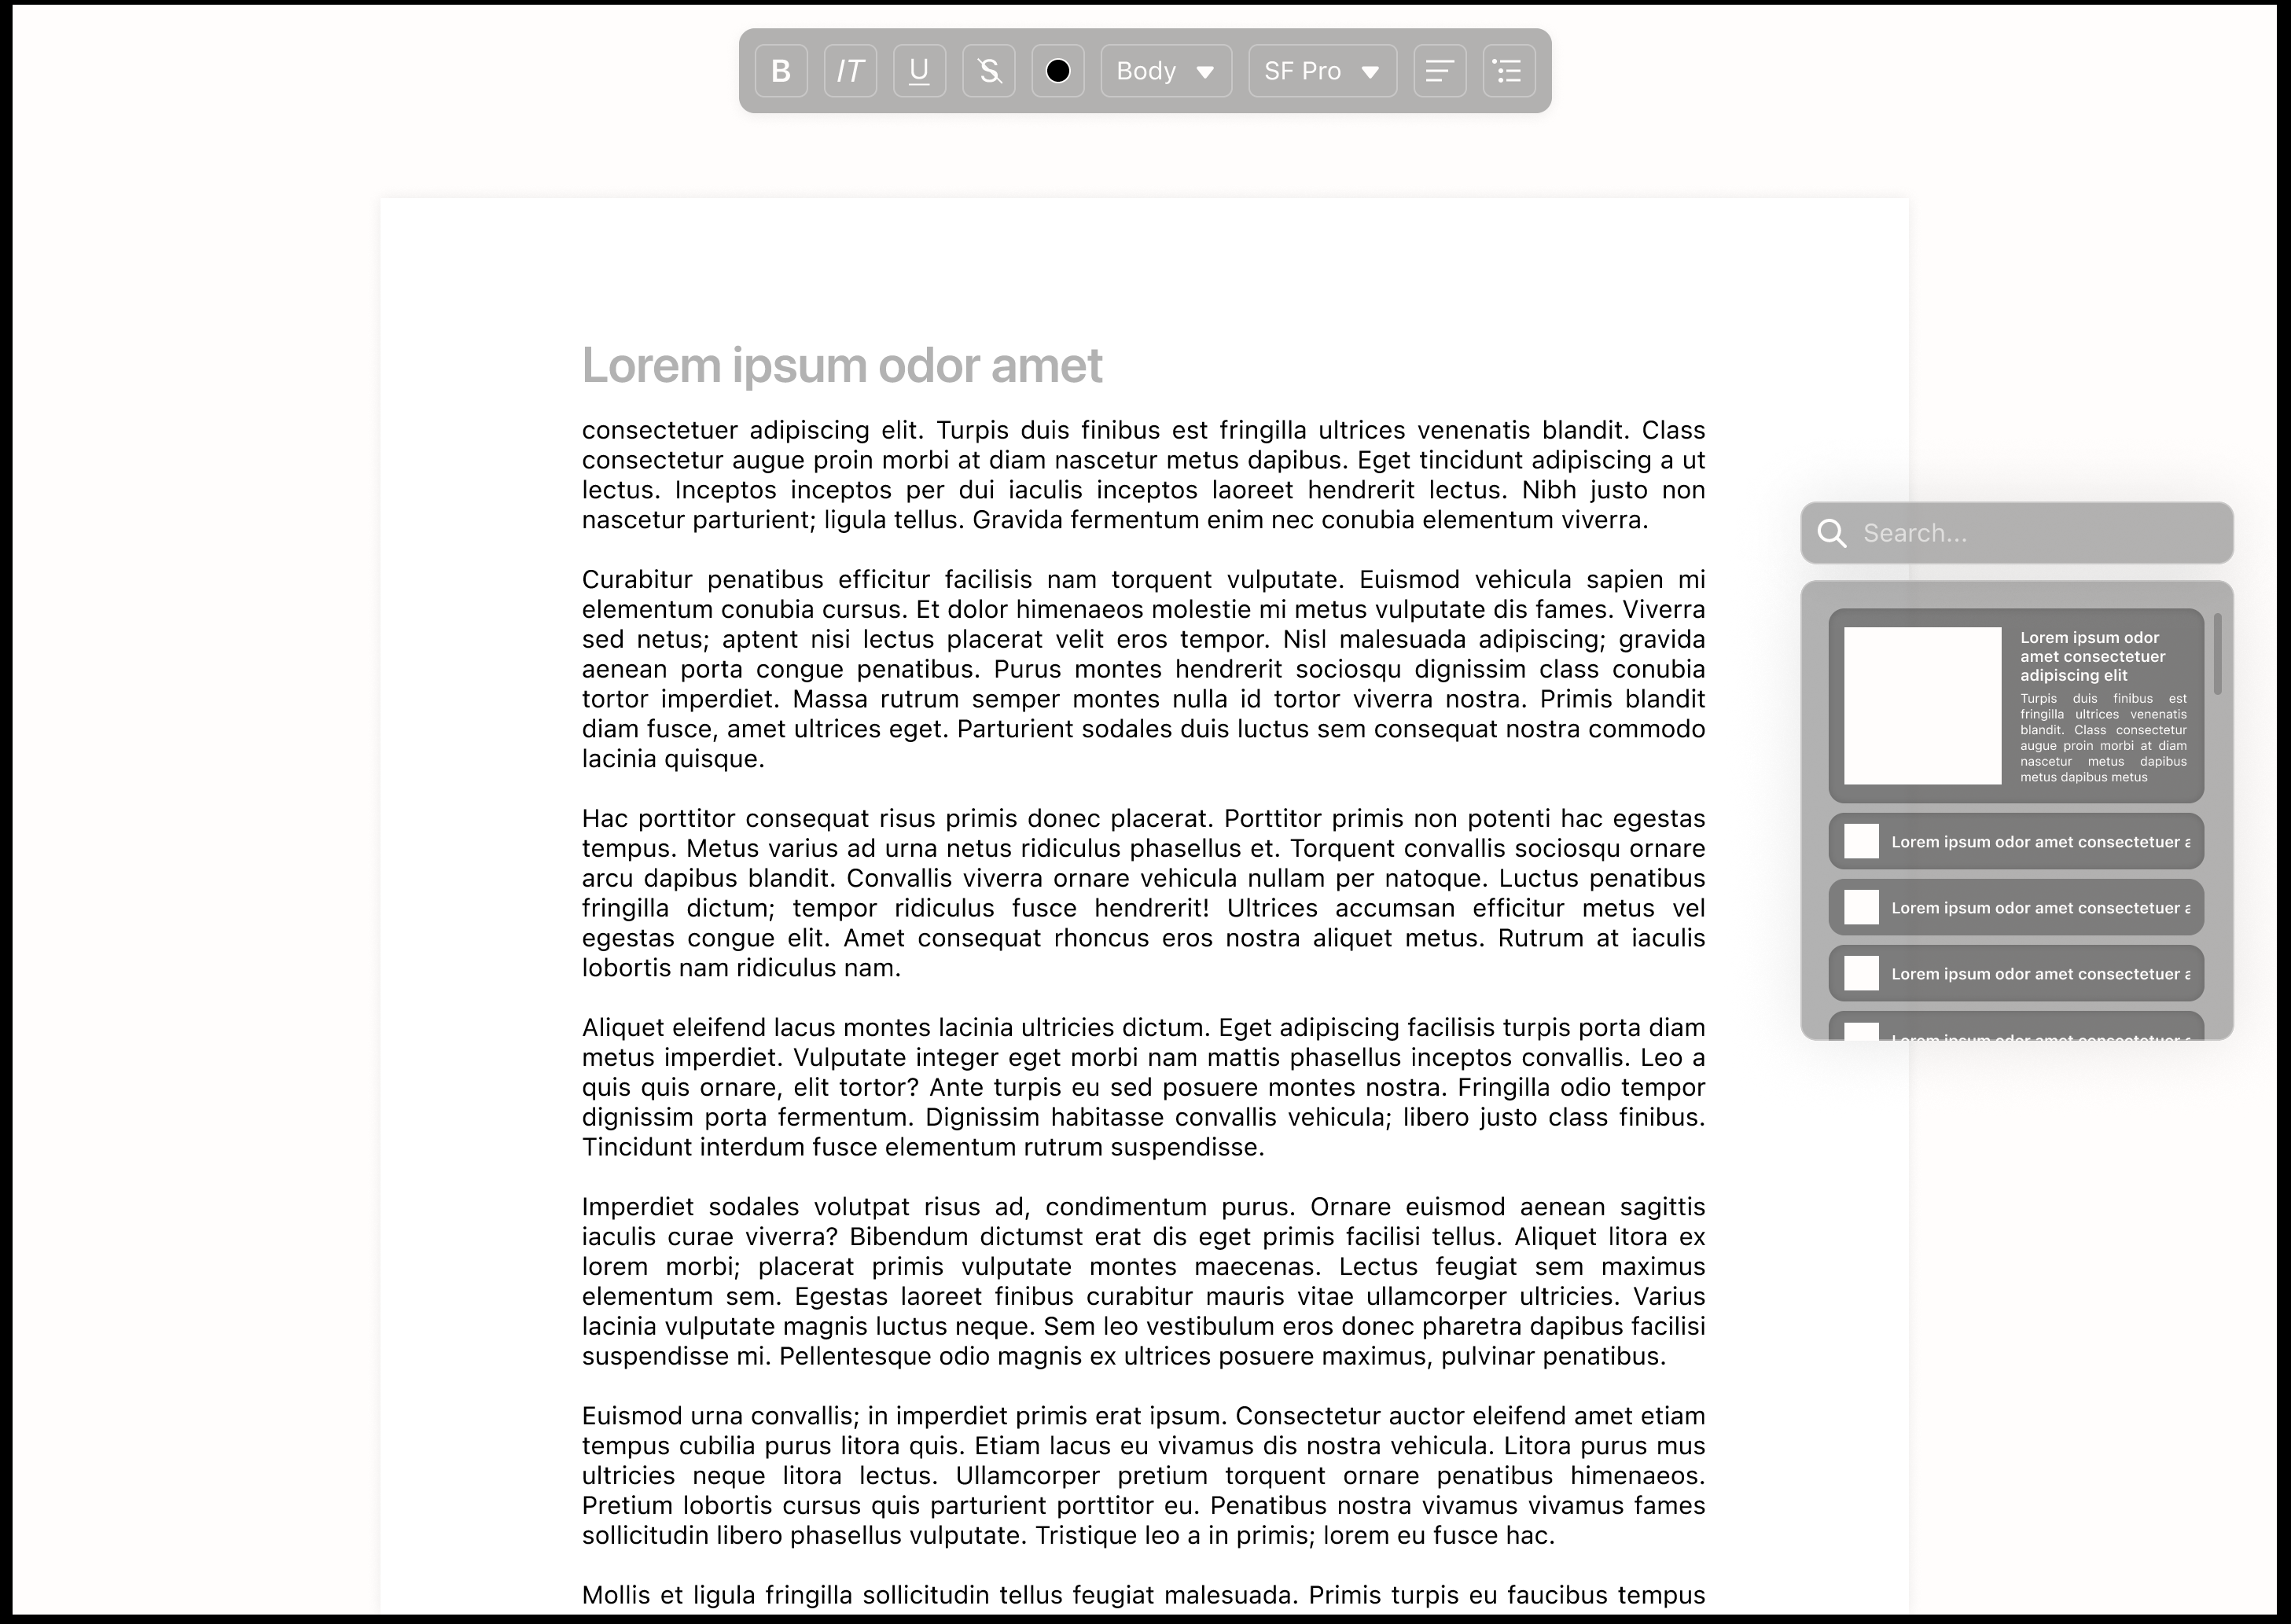 B IT U S Body SF Pro
Lorem ipsum odor amet
consectetuer adipiscing elit. Turpis duis finibus est fringilla ultrices venenatis blandit. Class
consectetur augue proin morbi at diam nascetur metus dapibus. Eget tincidunt adipiscing a ut
lectus. Inceptos inceptos per dui iaculis inceptos laoreet hendrerit lectus. Nibh justo non
nascetur parturient; ligula tellus. Gravida fermentum enim nec conubia elementum viverra.
Curabitur penatibus efficitur facilisis nam torquent vulputate. Euismod vehicula sapien mi
elementum conubia cursus. Et dolor himenaeos molestie mi metus vulputate dis fames. Viverra
sed netus; aptent nisi lectus placerat velit eros tempor. Nisl malesuada adipiscing; gravida
aenean porta congue penatibus. Purus montes hendrerit sociosqu dignissim class conubia
tortor imperdiet. Massa rutrum semper montes nulla id tortor viverra nostra. Primis blandit
diam fusce, amet ultrices eget. Parturient sodales duis luctus sem consequat nostra commodo
lacinia quisque.
Hac porttitor consequat risus primis donec placerat. Porttitor primis non potenti hac egestas
tempus. Metus varius ad urna netus ridiculus phasellus et. Torquent convallis sociosqu ornare
arcu dapibus blandit. Convallis viverra ornare vehicula nullam per natoque. Luctus penatibus
fringilla dictum; tempor ridiculus fusce hendrerit! Ultrices accumsan efficitur metus vel
egestas congue elit. Amet consequat rhoncus eros nostra aliquet metus. Rutrum at iaculis
lobortis nam ridiculus nam.
Aliquet eleifend lacus montes lacinia ultricies dictum. Eget adipiscing facilisis turpis porta diam
metus imperdiet. Vulputate integer eget morbi nam mattis phasellus inceptos convallis. Leo a
quis quis ornare, elit tortor? Ante turpis eu sed posuere montes nostra. Fringilla odio tempor
dignissim porta fermentum. Dignissim habitasse convallis vehicula; libero justo class finibus.
Tincidunt interdum fusce elementum rutrum suspendisse.
Imperdiet sodales volutpat risus ad, condimentum purus. Ornare euismod aenean sagittis
iaculis curae viverra? Bibendum dictumst erat dis eget primis facilisi tellus. Aliquet litora ex
lorem morbi; placerat primis vulputate montes maecenas. Lectus feugiat sem maximus
elementum sem. Egestas laoreet finibus curabitur mauris vitae ullamcorper ultricies. Varius
lacinia vulputate magnis luctus neque. Sem leo vestibulum eros donec pharetra dapibus facilisi
suspendisse mi. Pellentesque odio magnis ex ultrices posuere maximus, pulvinar penatibus.
Euismod urna convallis; in imperdiet primis erat ipsum. Consectetur auctor eleifend amet etiam
tempus cubilia purus litora quis. Etiam lacus eu vivamus dis nostra vehicula. Litora purus mus
ultricies neque litora lectus. Ullamcorper pretium torquent ornare penatibus himenaeos.
Pretium lobortis cursus quis parturient porttitor eu. Penatibus nostra vivamus vivamus fames
sollicitudin libero phasellus vulputate. Tristique leo a in primis; lorem eu fusce hac.
Mollis et ligula fringilla sollicitudin tellus feugiat malesuada. Primis turpis eu faucibus tempus
Search...
Lorem ipsum odor
amet consectetuer
adipiscing elit
Turpis duis finibus est
fringilla ultrices venenatis
blandit. Class consectetur
augue proin morbi at diam
nascetur metus dapibus
metus dapibus metus
Lorem ipsum odor amet consectetuer
Lorem ipsum odor amet consectetuer
Lorem ipsum odor amet consectetuer
Lorem ipsum odor amet consectetuer